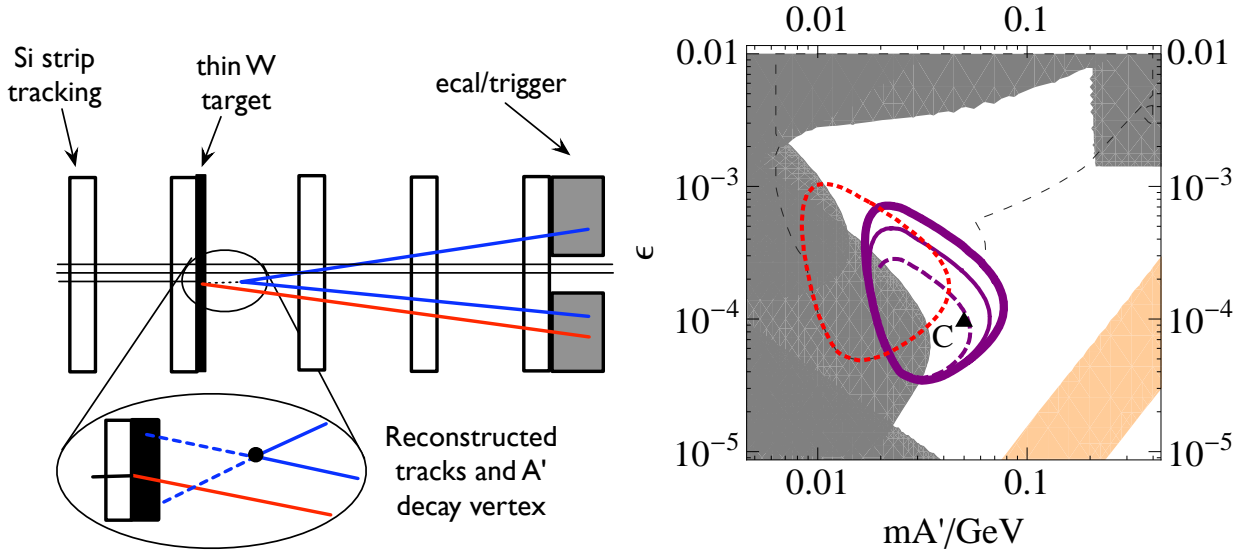 Si strip
tracking
thin W
target
ecal/trigger
Reconstructed
tracks and A'
decay vertex
0.01 0.1
0.01 0.01
10⁻³ 10⁻³
ϵ
10⁻⁴ 10⁻⁴
C
10⁻⁵ 10⁻⁵
0.01 0.1
mA'/GeV